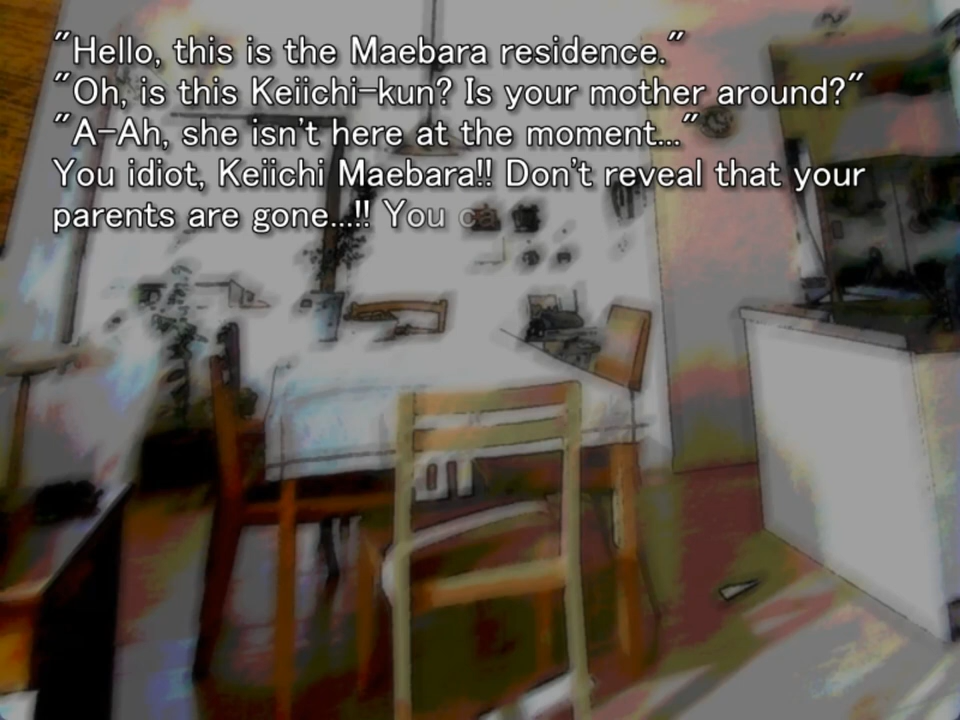 "Hello, this is the Maebara residence."
"Oh, is this Keiichi-kun? Is your mother around?"
"A-Ah, she isn't here at the moment..."
You idiot, Keiichi Maebara!! Don't reveal that your
parents are gone...!! You ca